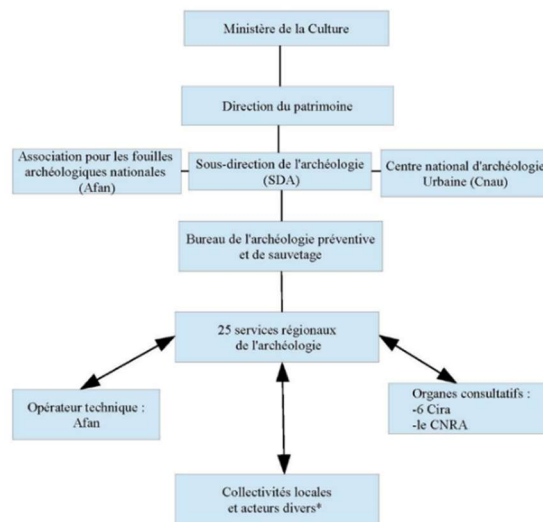 Ministère de la Culture
Direction du patrimoine
Association pour les fouilles
archéologiques nationales
(Afan)
Sous-direction de l'archéologie
(SDA)
Centre national d'archéologie
Urbaine (Cnau)
Bureau de l'archéologie préventive
et de sauvetage
25 services régionaux
de l'archéologie
Opérateur technique :
Afan
Organes consultatifs :
-6 Cira
-le CNRA
Collectivités locales
et acteurs divers*